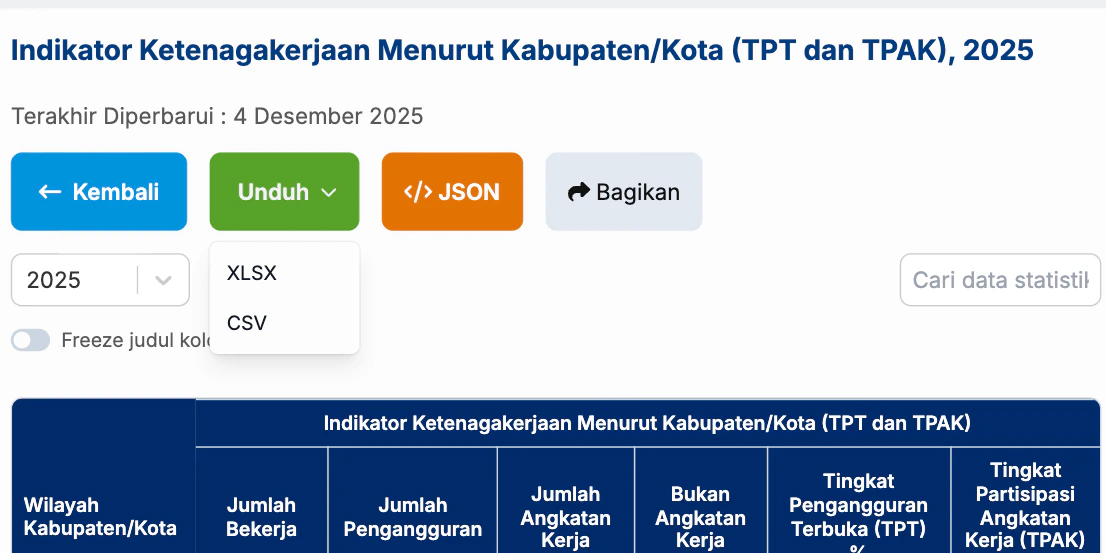 Indikator Ketenagakerjaan Menurut Kabupaten/Kota (TPT dan TPAK), 2025
Terakhir Diperbarui : 4 Desember 2025
Kembali
Unduh
</> JSON
Bagikan
2025
XLSX
CSV
Cari data statistik
Freeze judul kolo
Indikator Ketenagakerjaan Menurut Kabupaten/Kota (TPT dan TPAK)
Wilayah
Kabupaten/Kota
Jumlah
Bekerja
Jumlah
Pengangguran
Jumlah
Angkatan
Kerja
Bukan
Angkatan
Kerja
Tingkat
Pengangguran
Terbuka (TPT)
%
Tingkat
Partisipasi
Angkatan
Kerja (TPAK)